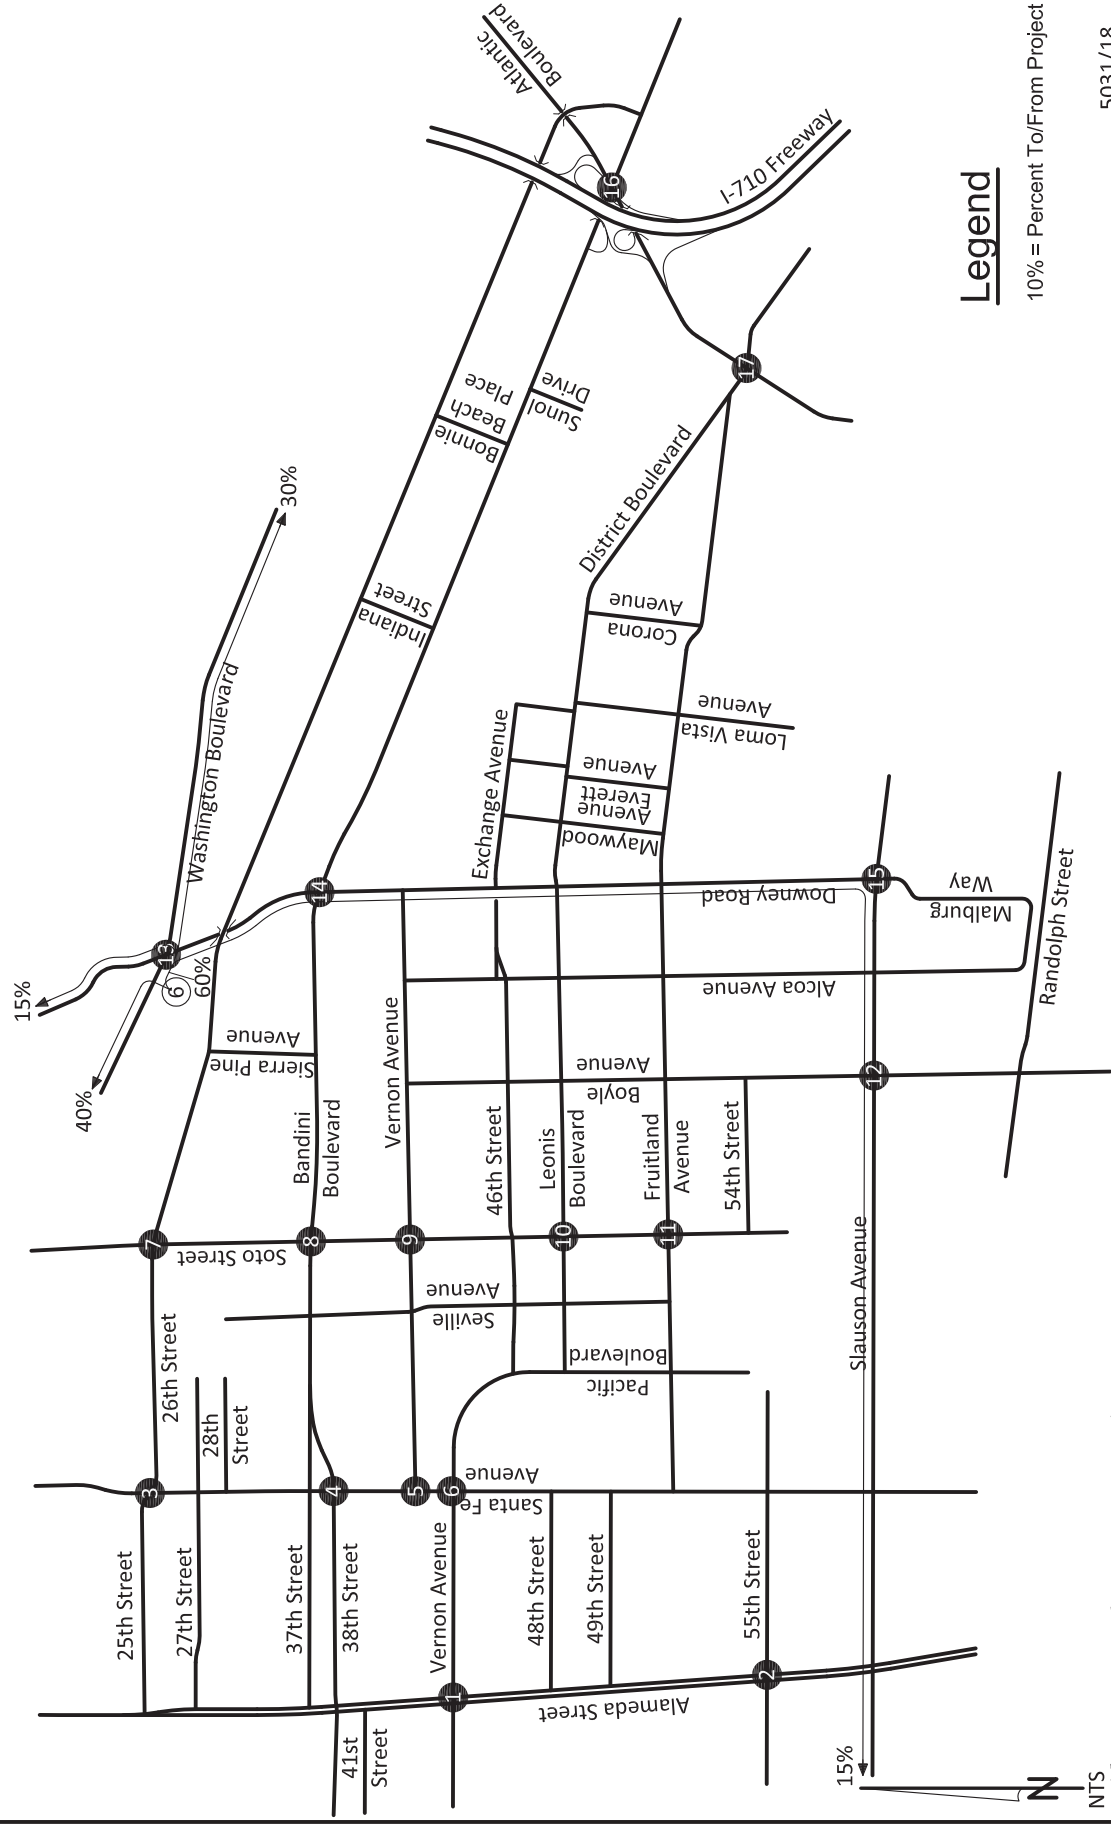 Atlantic
Boulevard
I-710 Freeway
Legend
10% = Percent To/From Project
5031/18
16
17
Bonnie
Beach
Place
Sunol
Drive
30%
Washington Boulevard
Indiana
Street
District Boulevard
Corona
Avenue
Loma Vista
Avenue
Exchange Avenue
Everett
Avenue
Maywood
Avenue
15%
13
6
60%
40%
14
Downey Road
15
Malburg
Way
Randolph Street
Alcoa Avenue
Sierra Pine
Avenue
Vernon Avenue
Boyle
Avenue
12
Bandini
Boulevard
46th Street
Leonis
Boulevard
Fruitland
Avenue
54th Street
7
Soto Street
8
9
10
11
Slauson Avenue
Seville
Avenue
Pacific
Boulevard
26th Street
28th
Street
3
4
5
6
Santa Fe
Avenue
25th Street
27th Street
37th Street
38th Street
Vernon Avenue
48th Street
49th Street
55th Street
1
2
Alameda Street
41st
Street
15%
N
NTS